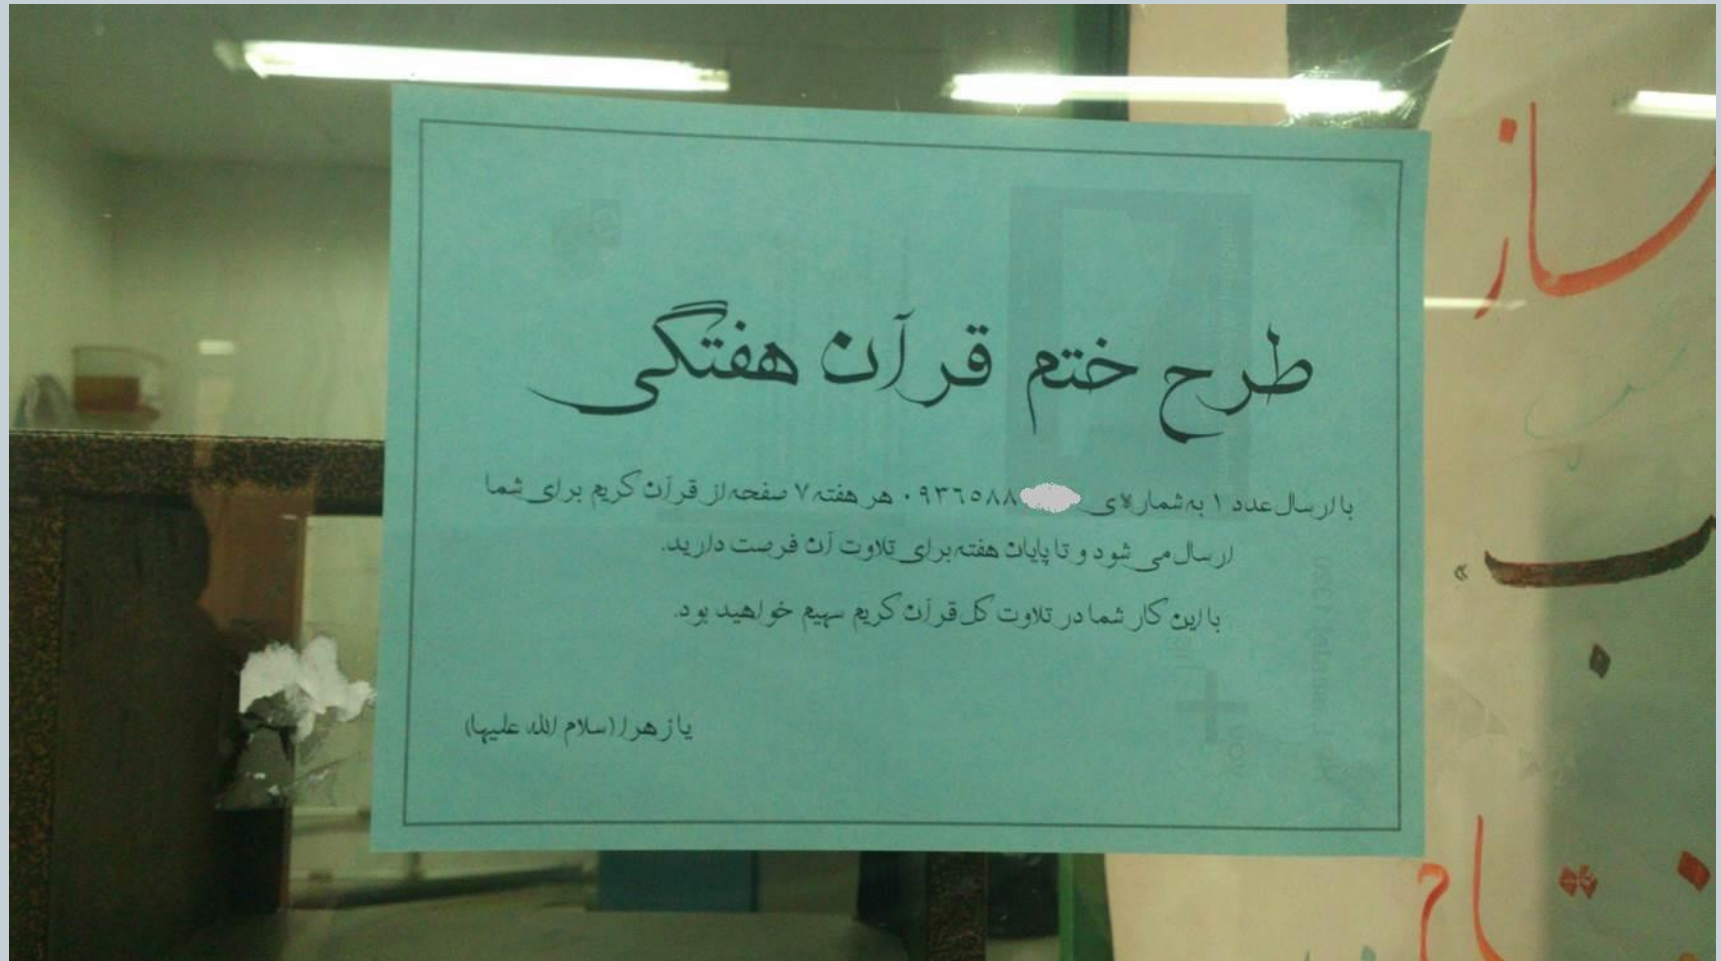 طرح ختم قرآن هفتگی
با ارسال عدد ۱ به شماره‌ی ۰۹۳٦٥۸۸ هر هفته ۷ صفحه از قرآن کریم برای شما
ارسال می شود و تا پایان هفته برای تلاوت آن فرصت دارید.
با این کار شما در تلاوت کل قرآن کریم سهیم خواهید بود.
یا زهرا (سلام الله علیها)